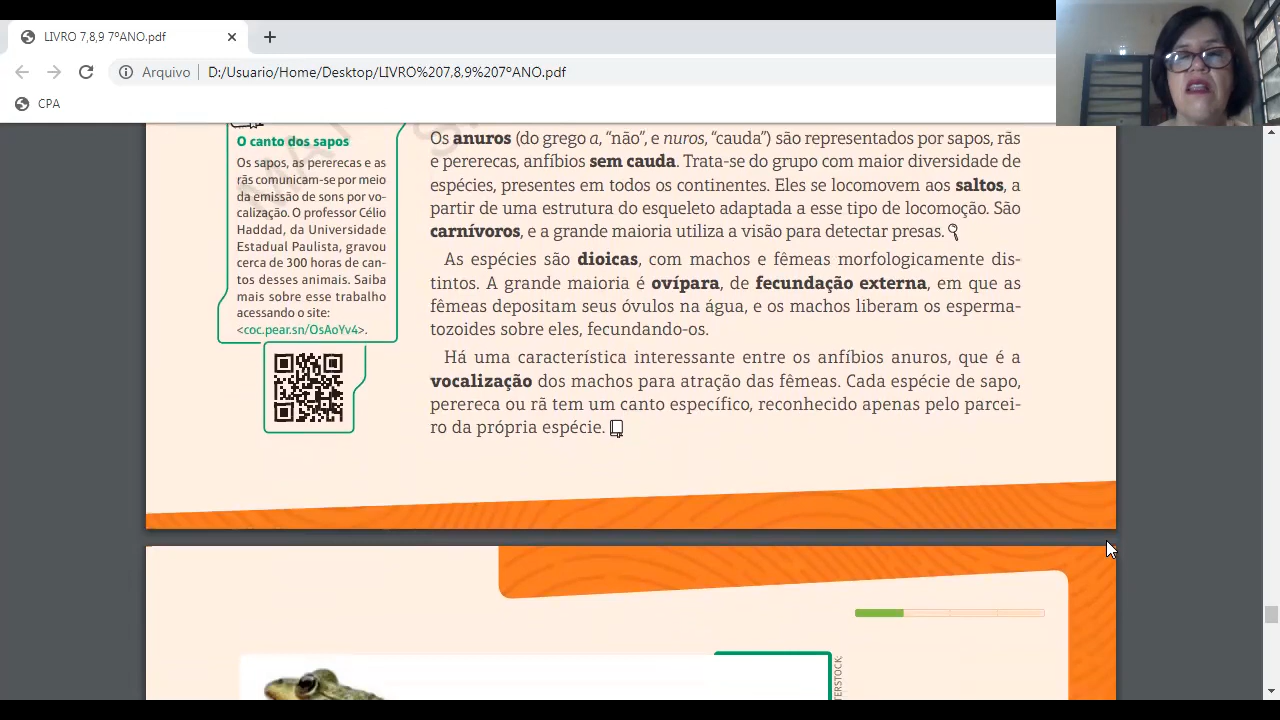 LIVRO 7,8,9 7ºANO.pdf
Arquivo
D:/Usuario/Home/Desktop/LIVRO%207,8,9%207ºANO.pdf
CPA
O canto dos sapos
Os sapos, as pererecas e as
rãs comunicam-se por meio
da emissão de sons por vo-
calização. O professor Célio
Haddad, da Universidade
Estadual Paulista, gravou
cerca de 300 horas de can-
tos desses animais. Saiba
mais sobre esse trabalho
acessando o site:
<coc.pear.sn/OsAoYv4>.
Os anuros (do grego a, “não”, e nuros, “cauda”) são representados por sapos, rãs
e pererecas, anfíbios sem cauda. Trata-se do grupo com maior diversidade de
espécies, presentes em todos os continentes. Eles se locomovem aos saltos, a
partir de uma estrutura do esqueleto adaptada a esse tipo de locomoção. São
carnívoros, e a grande maioria utiliza a visão para detectar presas.
As espécies são dioicas, com machos e fêmeas morfologicamente dis-
tintos. A grande maioria é ovípara, de fecundação externa, em que as
fêmeas depositam seus óvulos na água, e os machos liberam os esperma-
tozoides sobre eles, fecundando-os.
Há uma característica interessante entre os anfíbios anuros, que é a
vocalização dos machos para atração das fêmeas. Cada espécie de sapo,
perereca ou rã tem um canto específico, reconhecido apenas pelo parcei-
ro da própria espécie.